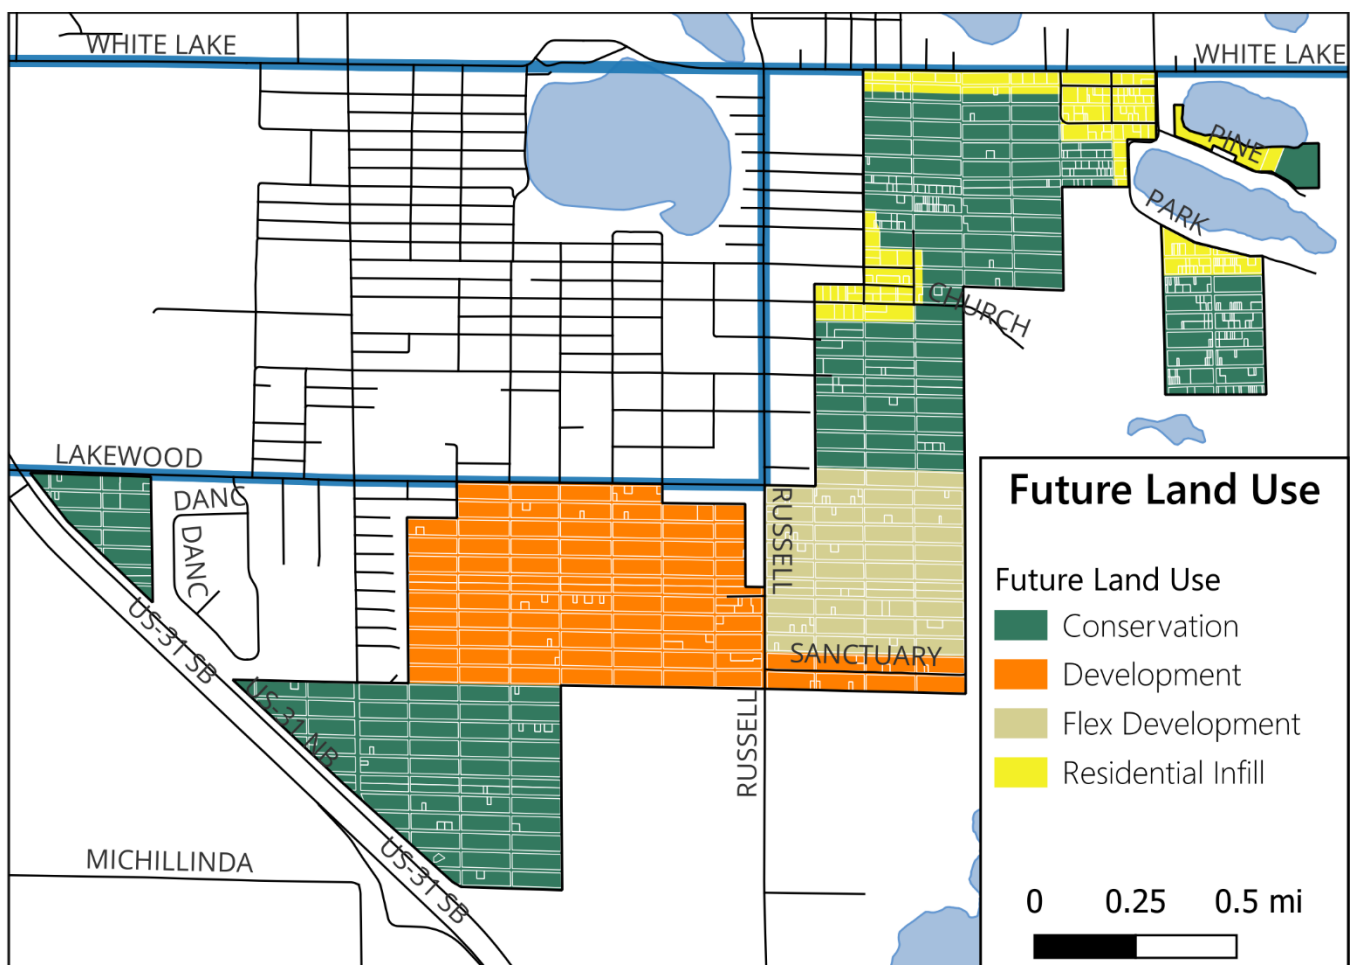 WHITE LAKE
WHITE LAKE
PINE
PARK
CHURCH
LAKEWOOD
DANC
DANC
RUSSELL
US-31 SB
SANCTUARY
US-31 NB
RUSSELL
US-31 SB
MICHILLINDA
Future Land Use
Future Land Use
Conservation
Development
Flex Development
Residential Infill
0 0.25 0.5 mi